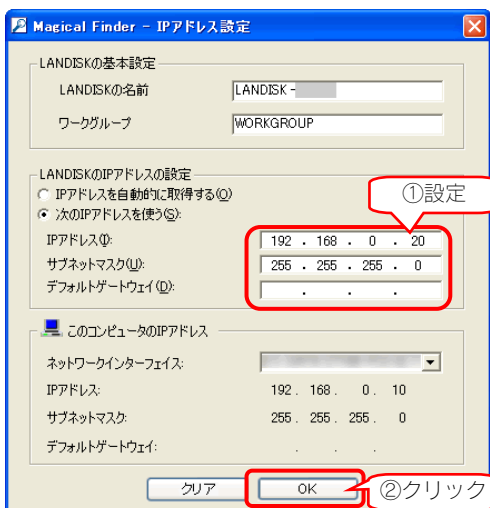 Magical Finder - IPアドレス設定
LANDISKの基本設定
LANDISKの名前 LANDISK -
ワークグループ WORKGROUP
LANDISKのIPアドレスの設定
IPアドレスを自動的に取得する(O)
①設定
次のIPアドレスを使う(S):
IPアドレス(I): 192 . 168 . 0 . 20
サブネットマスク(U): 255 . 255 . 255 . 0
デフォルトゲートウェイ(D): . . .
このコンピュータのIPアドレス
ネットワークインターフェイス:
IPアドレス: 192 . 168 . 0 . 10
サブネットマスク: 255 . 255 . 255 . 0
デフォルトゲートウェイ: . . .
クリア OK ②クリック